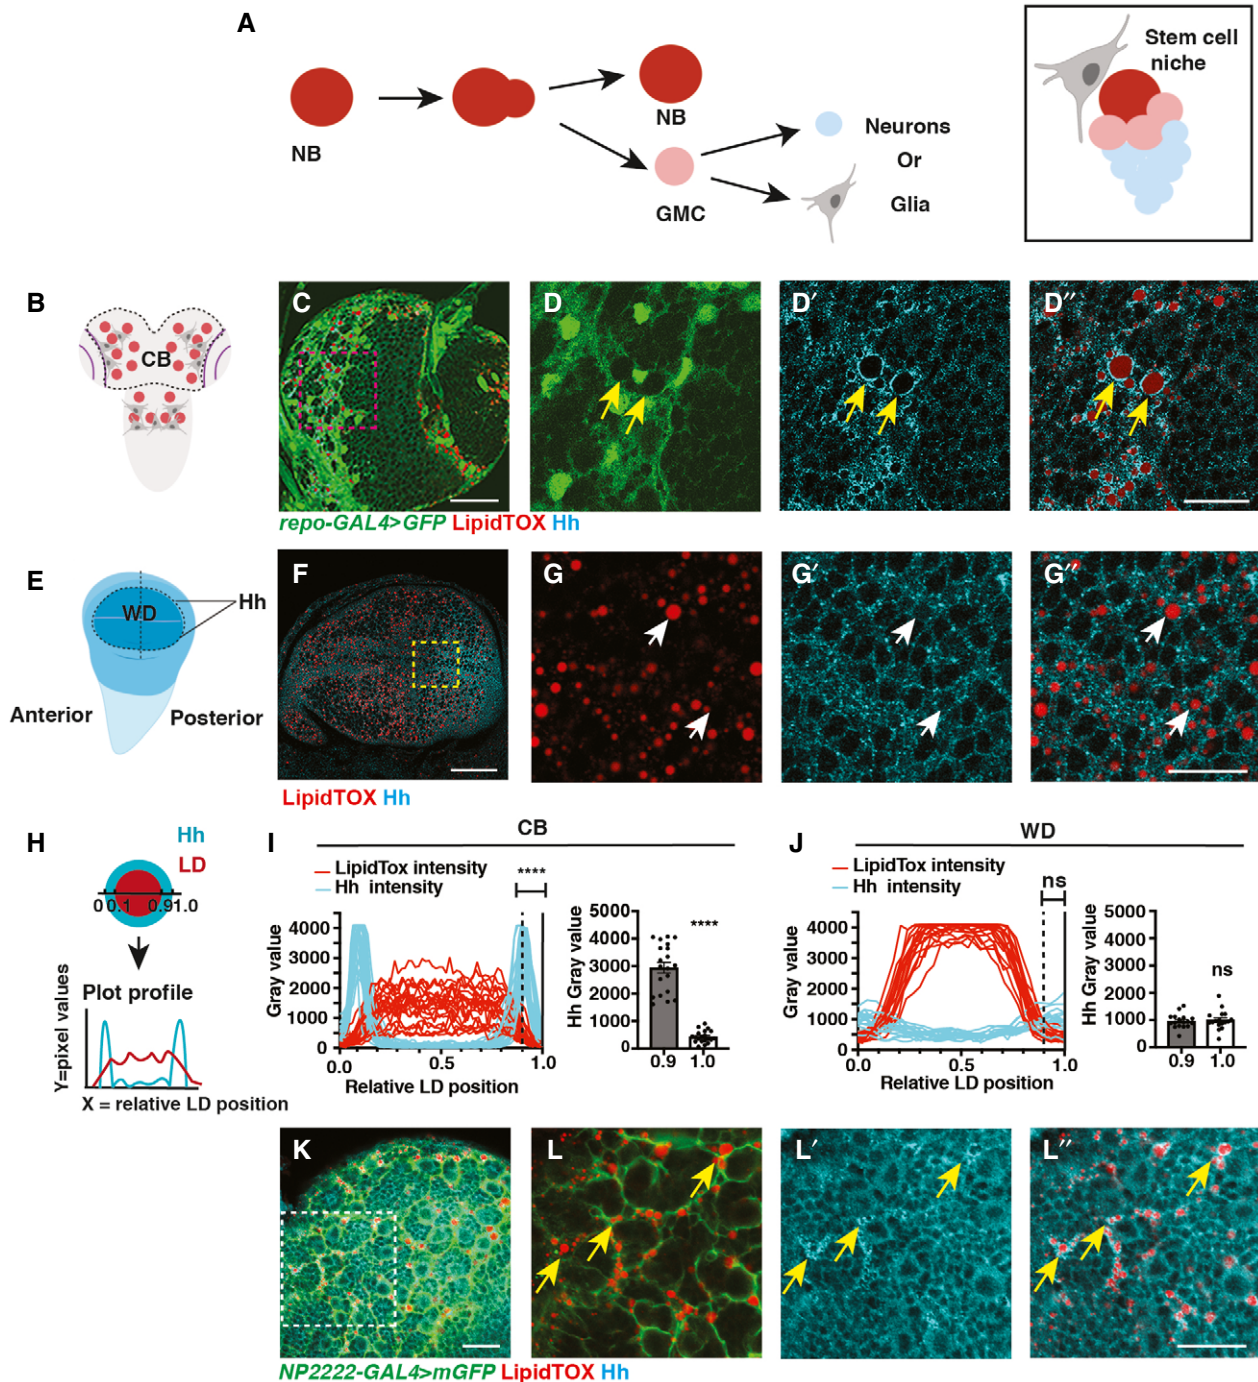 A
NB
NB
GMC
Neurons
Or
Glia
Stem cell
niche
B
CB
C
D
D′
D″
repo-GAL4>GFP LipidTOX Hh
E
WD
Hh
Anterior
Posterior
F
G
G′
G″
LipidTOX Hh
H
Hh
LD
0 0.1 0.9 1.0
Plot profile
Y=pixel values
X = relative LD position
I
CB
LipidTox intensity
Hh intensity
****
Gray value
4000
3000
2000
1000
0
0.0 0.5 1.0
Relative LD position
Hh Gray value
5000
4000
3000
2000
1000
0
****
0.9 1.0
J
WD
LipidTox intensity
Hh intensity
ns
Gray value
4000
3000
2000
1000
0
0.0 0.5 1.0
Relative LD position
Hh Gray value
5000
4000
3000
2000
1000
0
ns
0.9 1.0
K
L
L′
L″
NP2222-GAL4>mGFP LipidTOX Hh